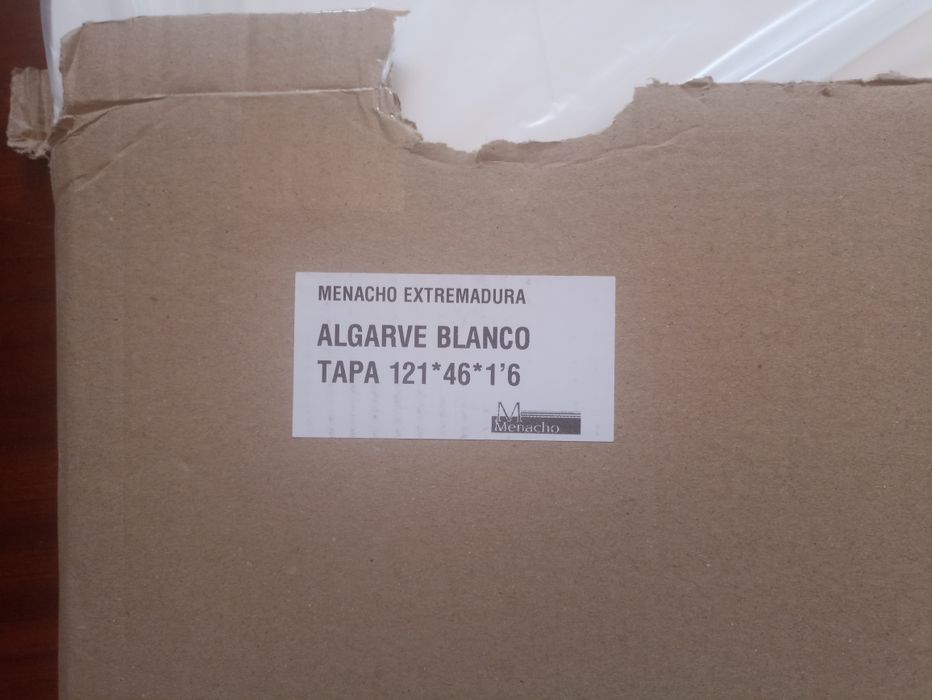 MENACHO EXTREMADURA
ALGARVE BLANCO
TAPA 121*46*1'6
M
Menacho